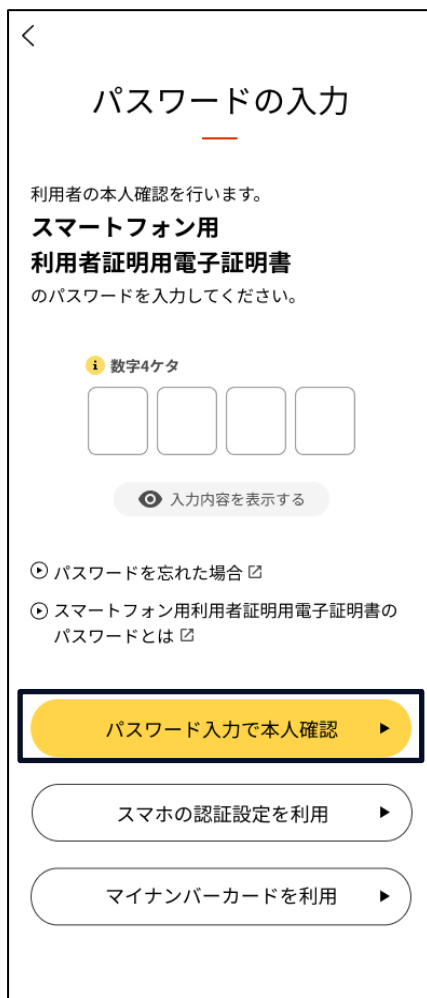 パスワードの入力
利用者の本人確認を行います。
スマートフォン用
利用者証明用電子証明書
のパスワードを入力してください。
i 数字4ケタ
入力内容を表示する
パスワードを忘れた場合
スマートフォン用利用者証明用電子証明書の
パスワードとは
パスワード入力で本人確認
スマホの認証設定を利用
マイナンバーカードを利用